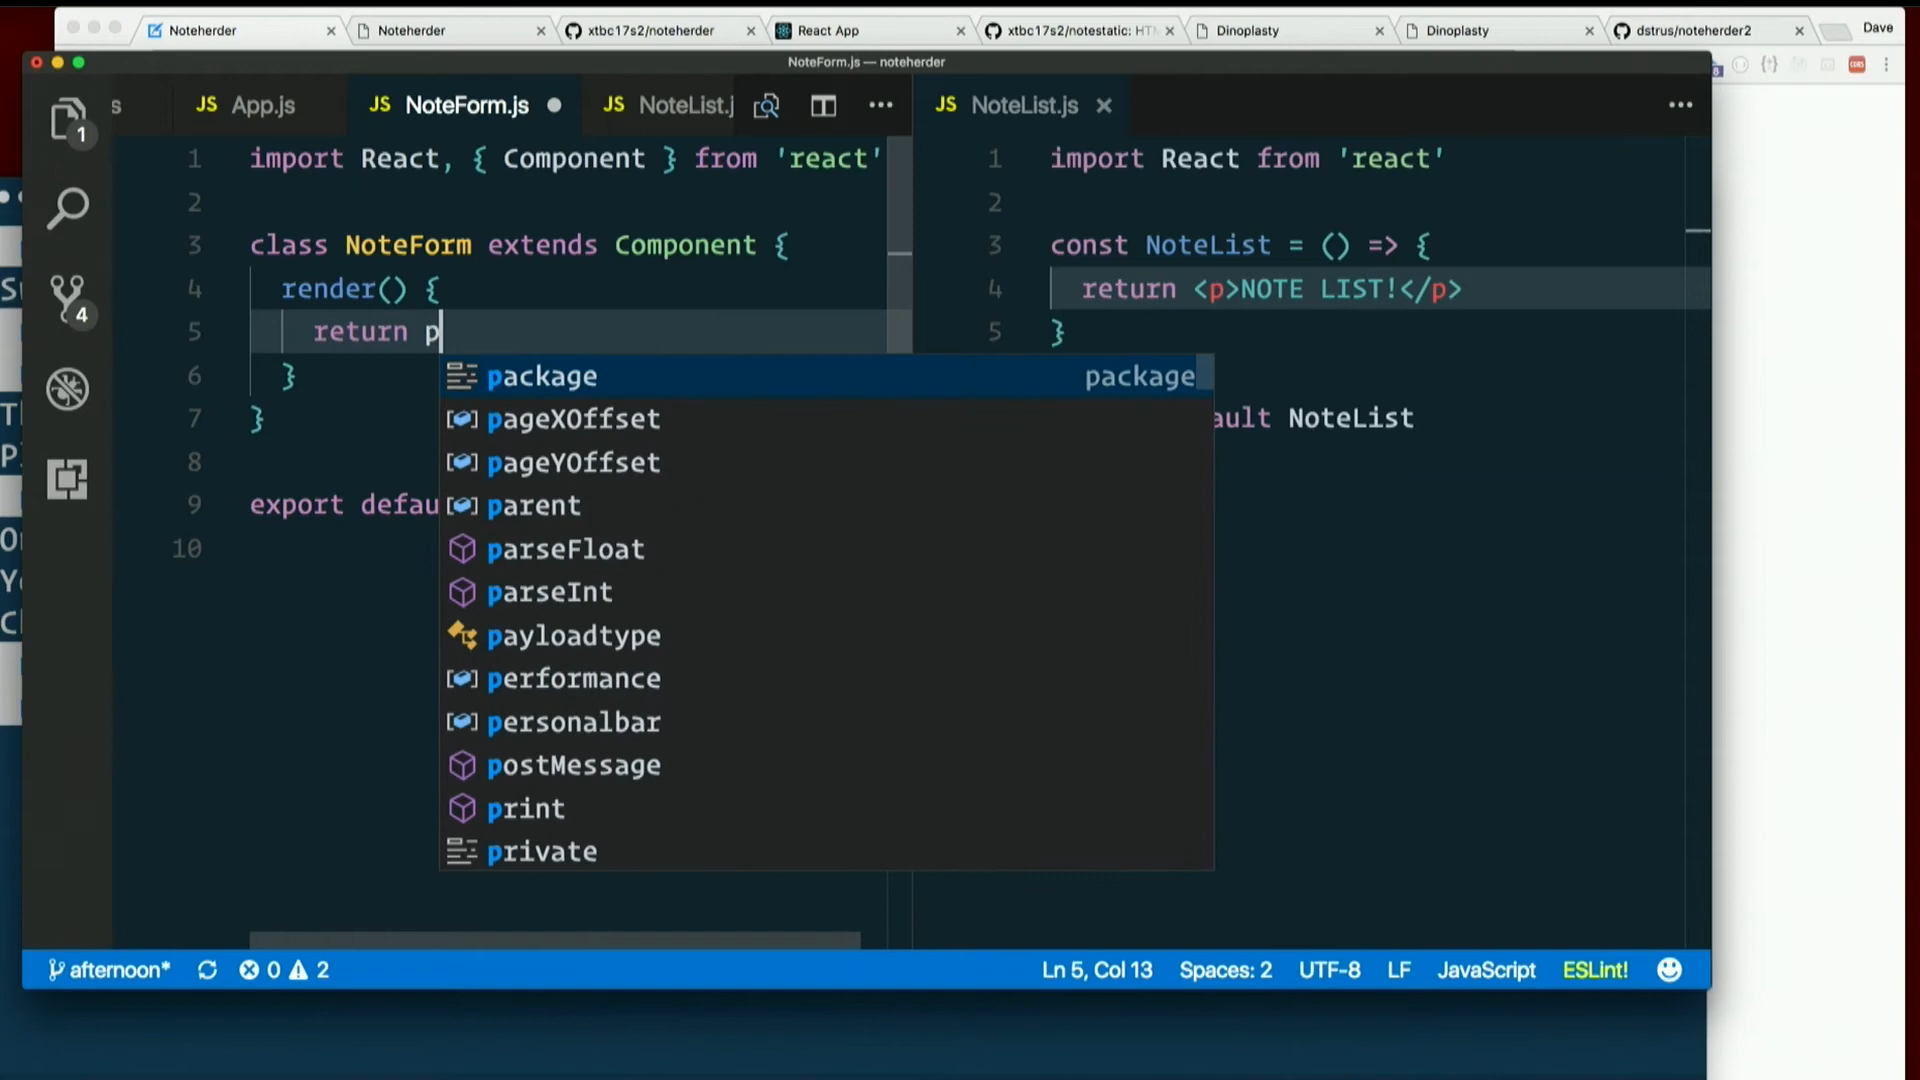 Noteherder
Noteherder
xtbc17s2/noteherder
React App
xtbc17s2/notestatic: HTM
Dinoplasty
Dinoplasty
dstrus/noteherder2
Dave
NoteForm.js — noteherder
s
JS App.js
JS NoteForm.js
JS NoteList.j
JS NoteList.js
1
4
1 import React, { Component } from 'react'
2
3 class NoteForm extends Component {
4 render() {
5 return p
6 }
7 }
8
9 export defau
10
package package
pageXOffset
pageYOffset
parent
parseFloat
parseInt
payloadtype
performance
personalbar
postMessage
print
private
1 import React from 'react'
2
3 const NoteList = () => {
4 return <p>NOTE LIST!</p>
5 }
ault NoteList
afternoon* 0 2
Ln 5, Col 13 Spaces: 2 UTF-8 LF JavaScript ESLint!